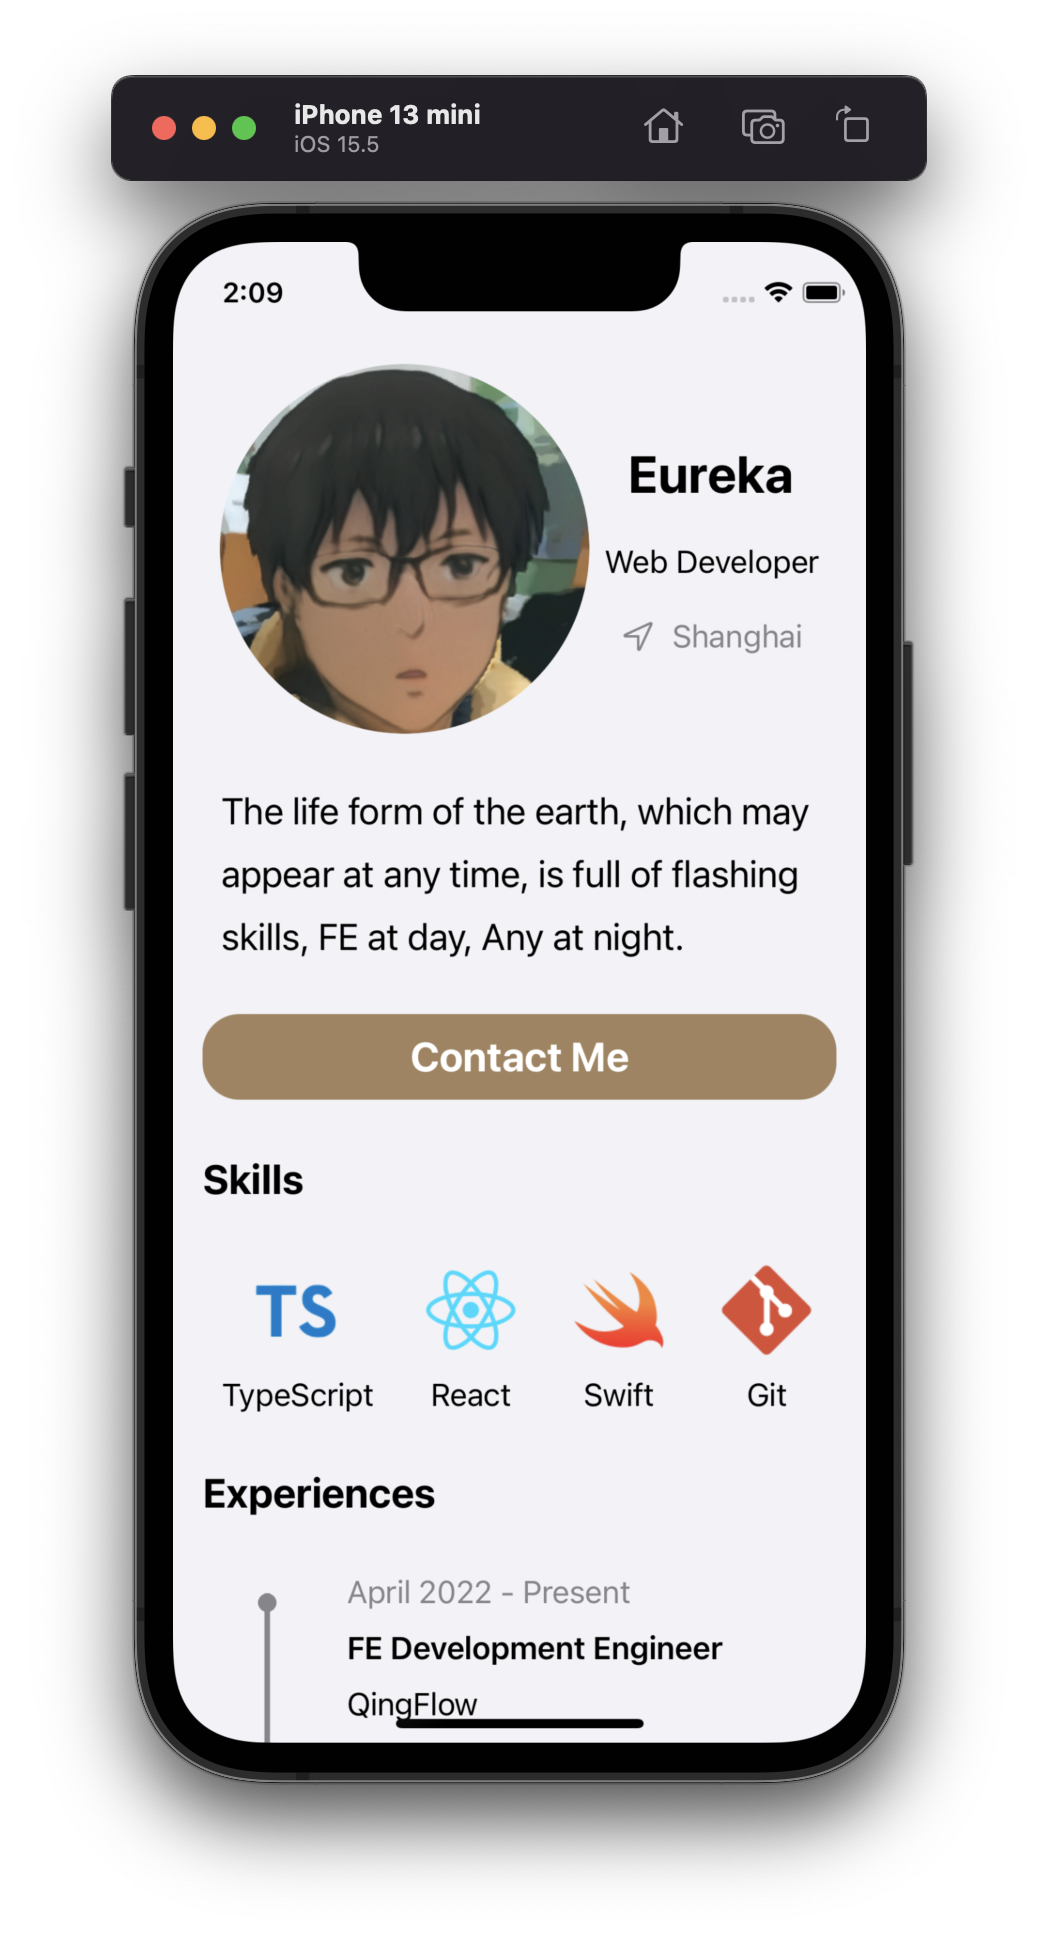 iPhone 13 mini
iOS 15.5
2:09
Eureka
Web Developer
Shanghai
The life form of the earth, which may
appear at any time, is full of flashing
skills, FE at day, Any at night.
Contact Me
Skills
TS
TypeScript
React
Swift
Git
Experiences
April 2022 - Present
FE Development Engineer
QingFlow